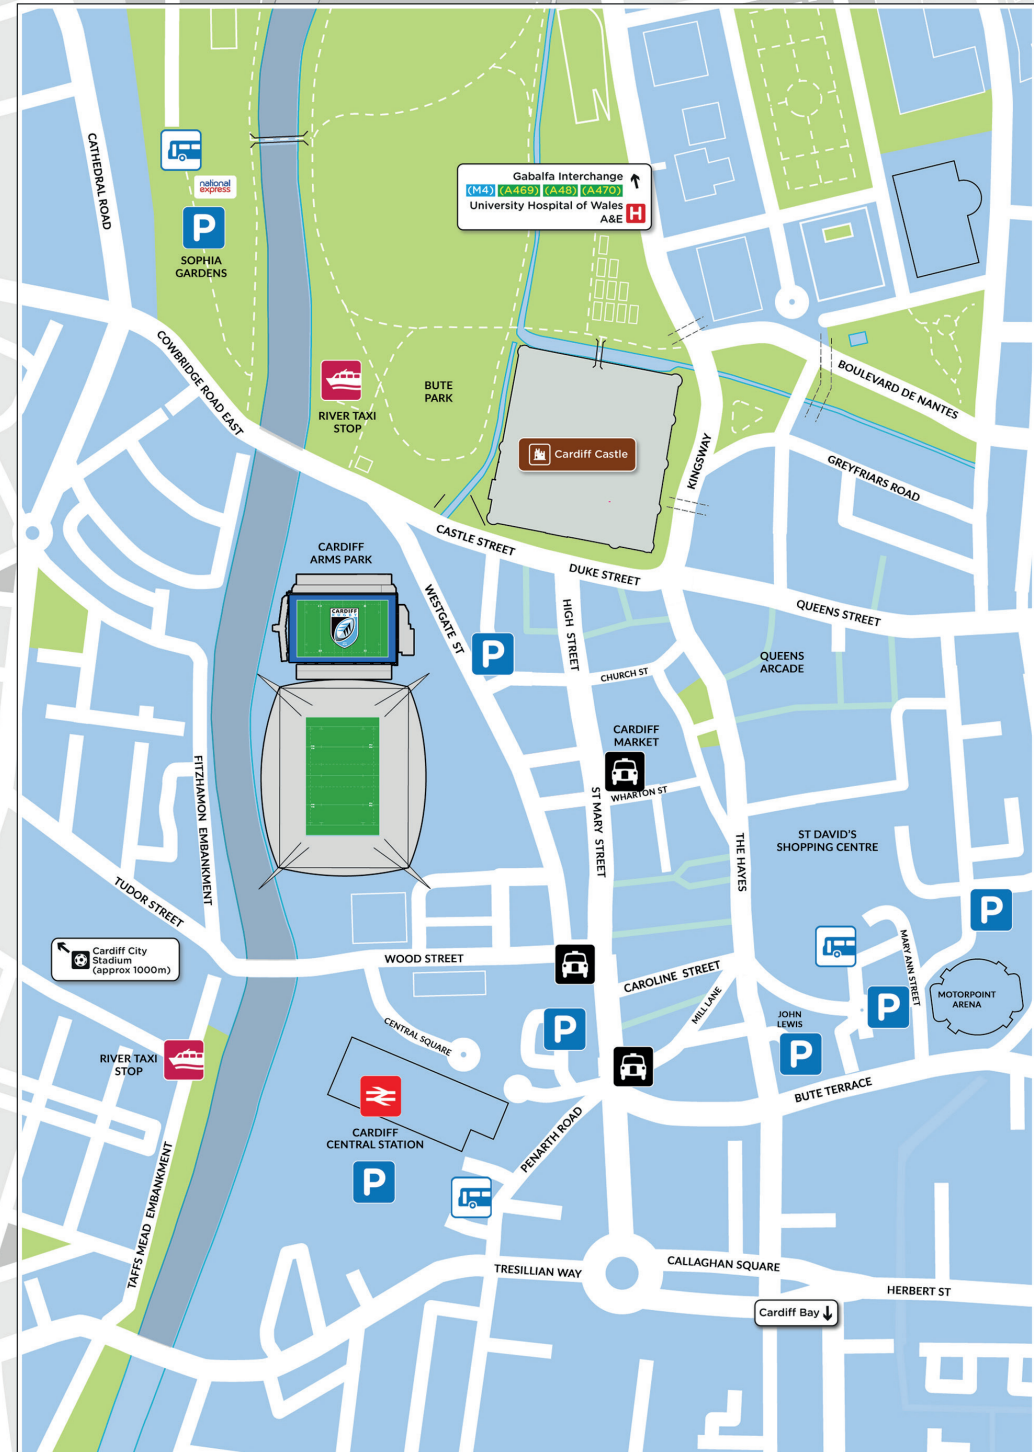 CATHEDRAL ROAD
national
express
P
SOPHIA
GARDENS
Gabalfa Interchange
(M4) (A469) (A48) (A470)
University Hospital of Wales
A&E H
COWBRIDGE ROAD EAST
RIVER TAXI
STOP
BUTE
PARK
BOULEVARD DE NANTES
Cardiff Castle
KINGSWAY
GREYFRIARS ROAD
CASTLE STREET
CARDIFF
ARMS PARK
DUKE STREET
CARDIFF
WESTGATE ST
HIGH STREET
QUEENS STREET
P
QUEENS
ARCADE
CHURCH ST
CARDIFF
MARKET
FITZHAMON EMBANKMENT
ST MARY STREET
WHARTON ST
THE HAYES
ST DAVID'S
SHOPPING CENTRE
TUDOR STREET
P
Cardiff City
Stadium
(approx 1000m)
WOOD STREET
CAROLINE STREET
MARY ANN STREET
MILL LANE
MOTORPOINT
ARENA
P
P
JOHN
LEWIS
P
CENTRAL SQUARE
RIVER TAXI
STOP
BUTE TERRACE
CARDIFF
CENTRAL STATION
P
PENARTH ROAD
TAFFS MEAD EMBANKMENT
TRESILLIAN WAY
CALLAGHAN SQUARE
HERBERT ST
Cardiff Bay